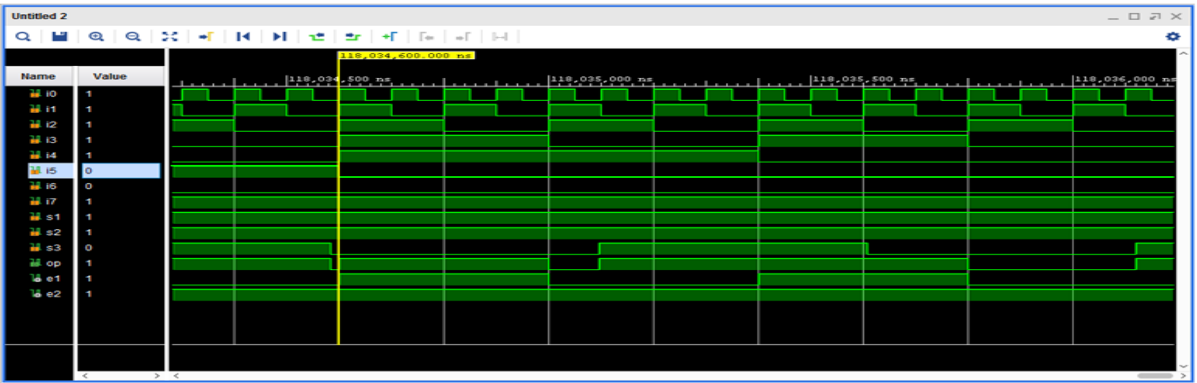 Untitled 2
118,034,600.000 ns
Name Value
118,034,500 ns 118,035,000 ns 118,035,500 ns 118,036,000 ns
i0 1
i1 1
i2 1
i3 1
i4 1
i5 0
i6 0
i7 1
s1 1
s2 1
s3 0
op 1
e1 1
e2 1